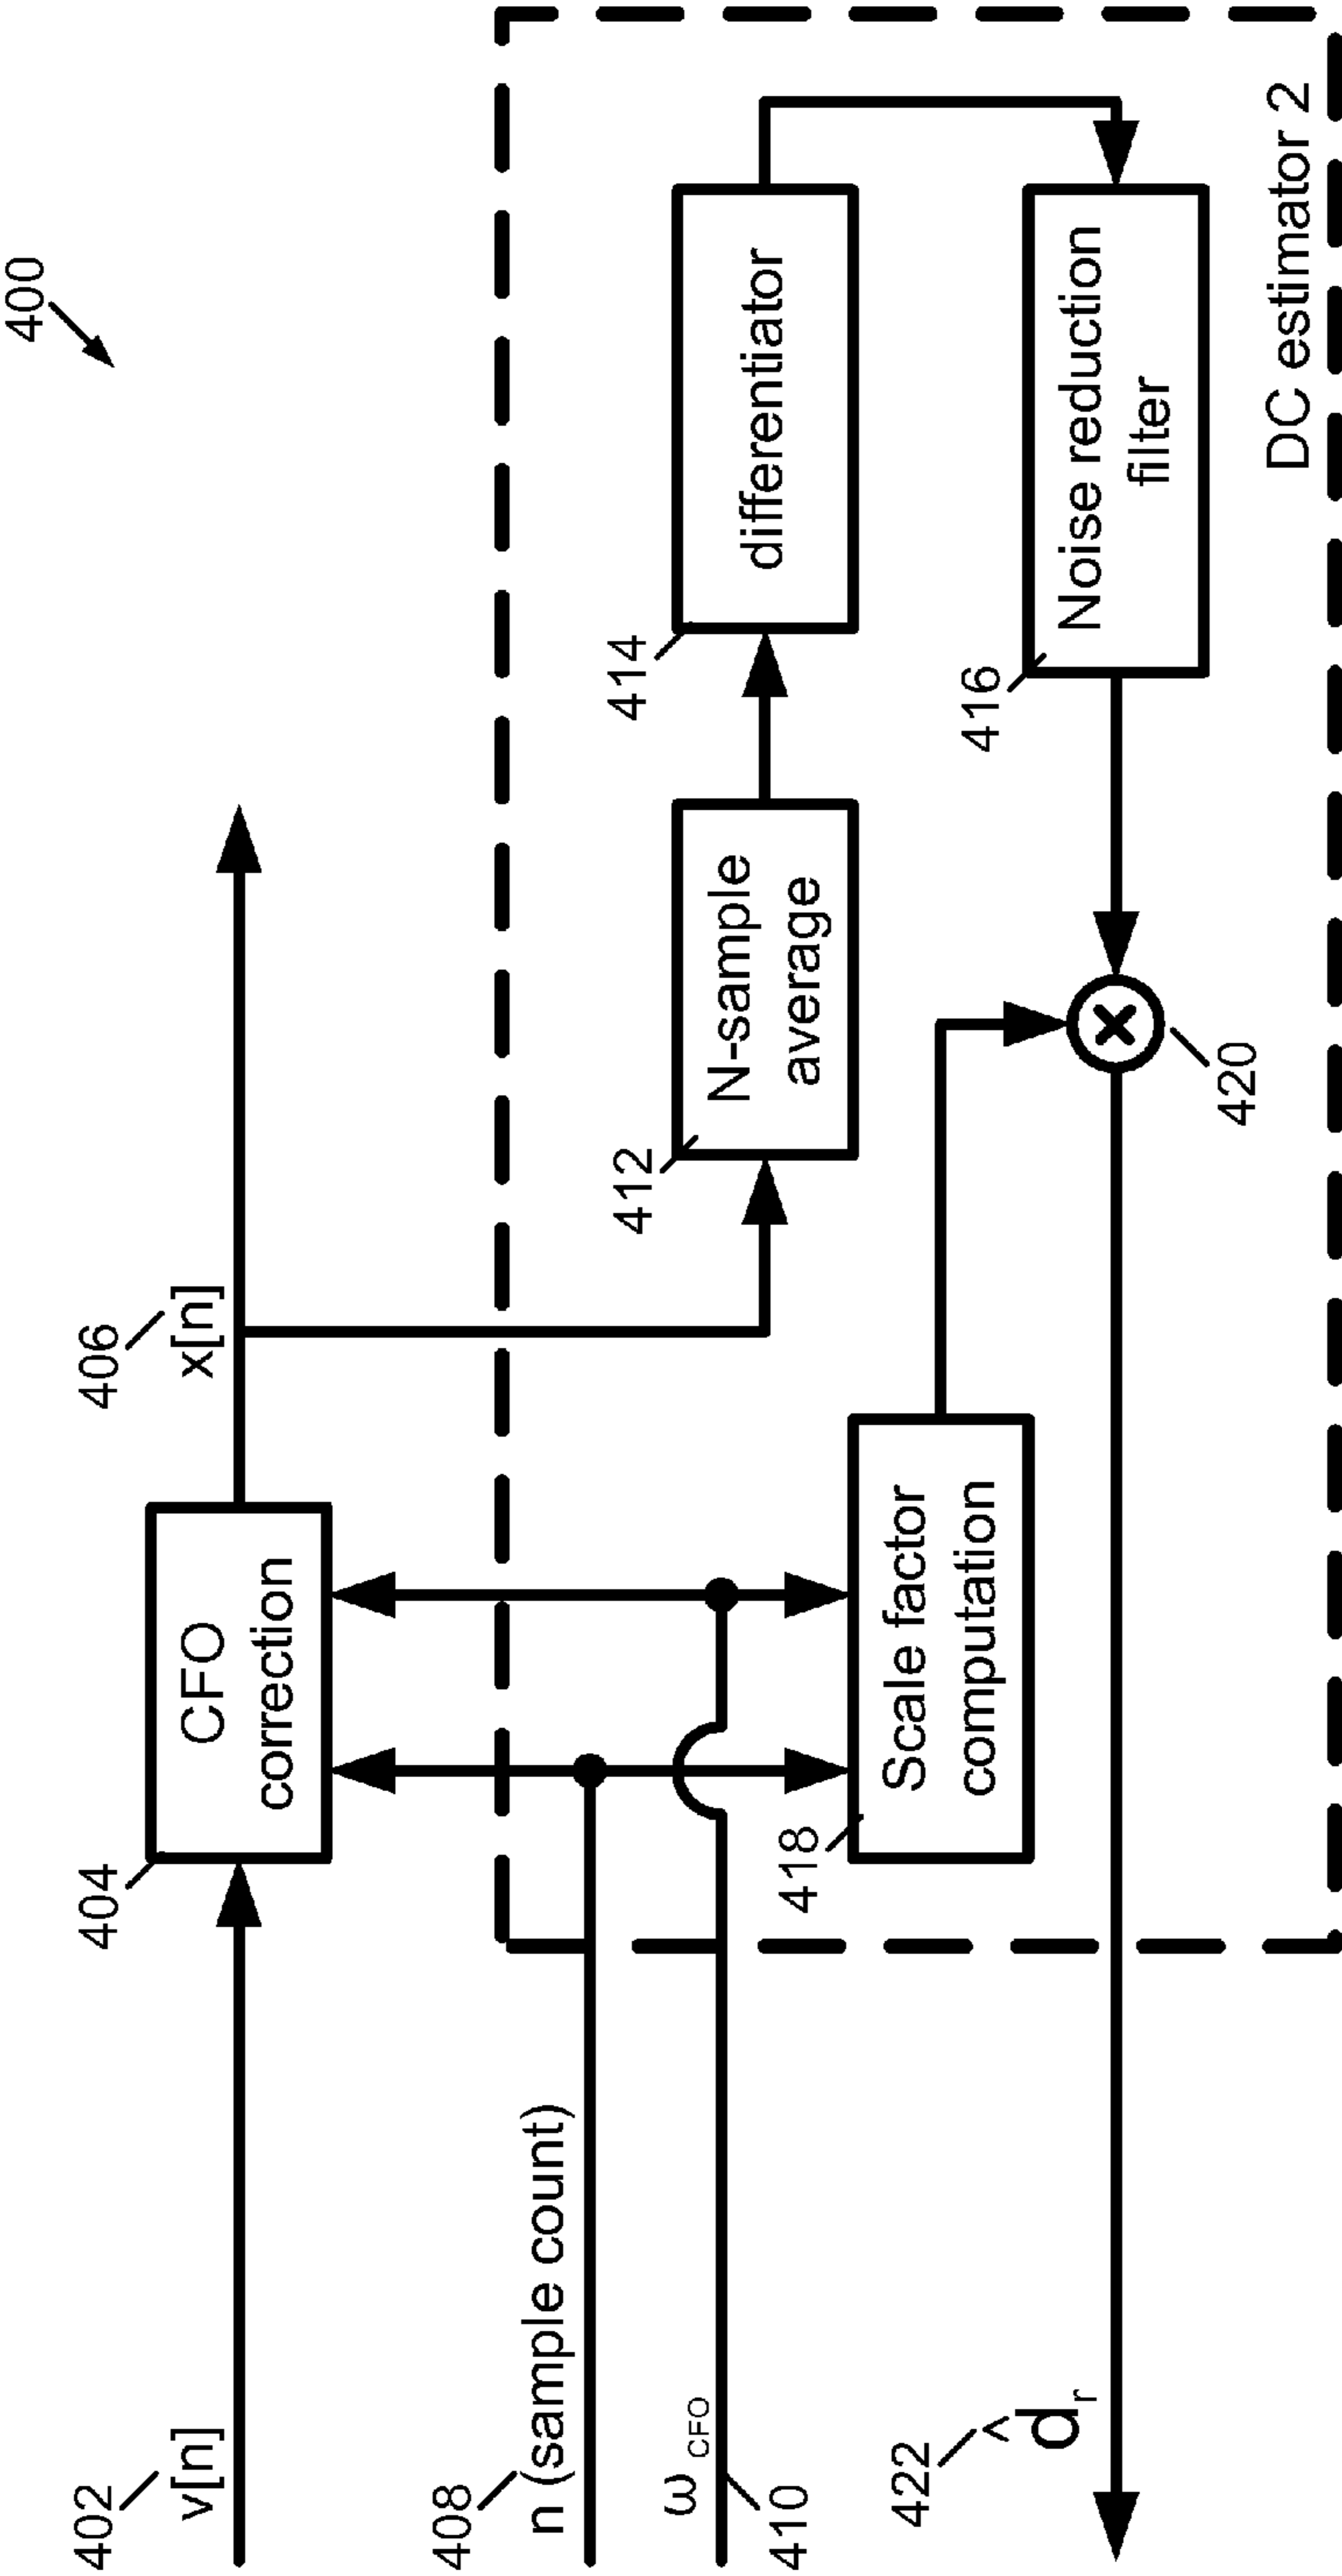 400
402
v[n]
404
CFO
correction
406
x[n]
408
n (sample count)
ω CFO
410
412
N-sample
average
414
differentiator
416
Noise reduction
filter
418
Scale factor
computation
420
422
d̂ r
DC estimator 2